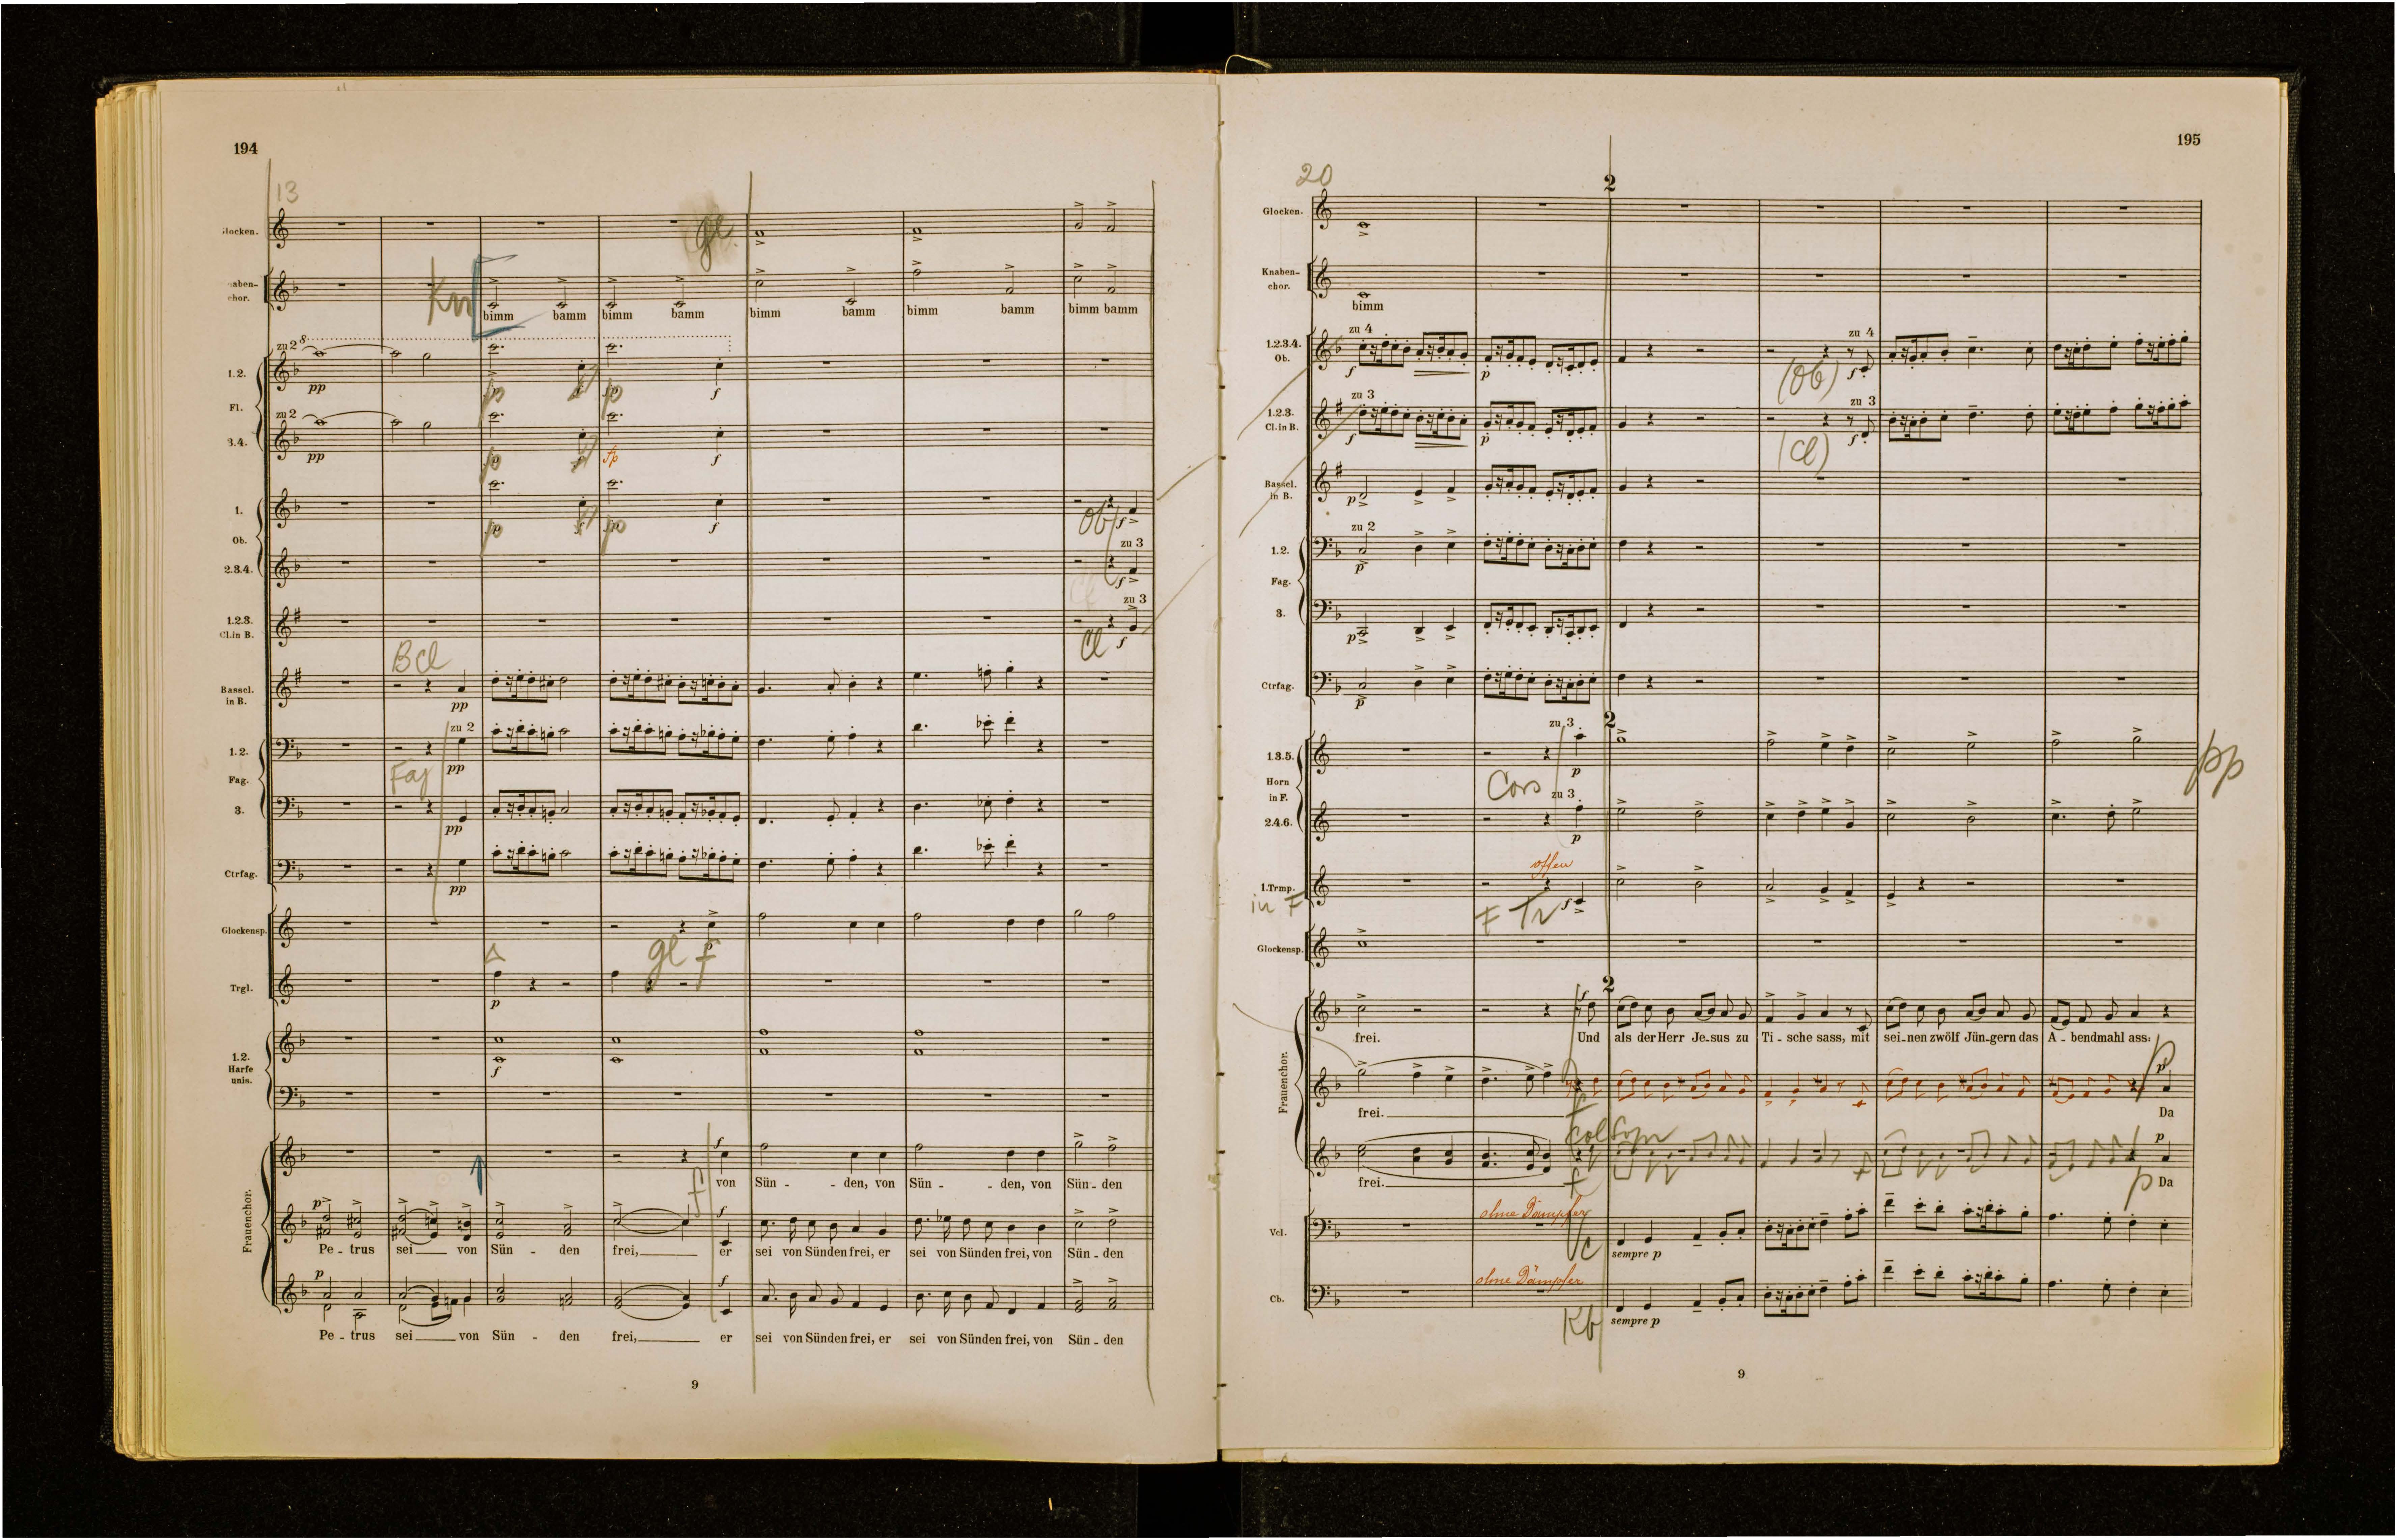 194
13
gl.
Glocken.
Knaben-
chor.
Kn
bimm bamm bimm bamm bimm bamm bimm bamm bimm bamm
zu 2 8
1.2.
pp fp f fp f
Fl.
zu 2
3.4.
pp fp f fp f
1.
fp f fp f
Ob f
Ob.
zu 3
2.3.4.
f
zu 3
1.2.3.
Cl. in B.
Cl f
BCl
Basscl.
in B.
pp
zu 2
1.2.
pp
Fag.
Fag
3.
pp
Ctrfag.
pp
Glockensp.
gl f
Trgl.
p
1.2.
Harfe
unis.
f
f
von Sün - - den, von Sün - - den, von Sün - den
Frauenchor.
p f f
Pe - trus sei von Sün - den frei, er sei von Sünden frei, er sei von Sünden frei, von Sün - den
p f
Pe - trus sei von Sün - den frei, er sei von Sünden frei, er sei von Sünden frei, von Sün - den
9
195
20
2
Glocken.
Knaben-
chor.
bimm
zu 4 zu 4
1.2.3.4.
Ob.
f p (Ob) f
zu 3 zu 3
1.2.3.
Cl. in B.
f p f
(Cl)
Basscl.
in B.
p
zu 2
1.2.
p
Fag.
3.
p
Ctrfag.
p
zu 3 2
1.3.5.
p
pp
Horn
in F.
Cors zu 3
2.4.6.
p
offen
1.Trmp.
in F
F Tr f
Glockensp.
2
f
frei. Und als der Herr Je-sus zu Ti - sche sass, mit sei-nen zwölf Jün-gern das A - bendmahl ass:
Frauenchor.
p p
frei. f Da
Col Sopr
p
frei. f p Da
ohne Dämpfer
Vcl.
Vc sempre p
ohne Dämpfer
Cb.
Kb sempre p
9